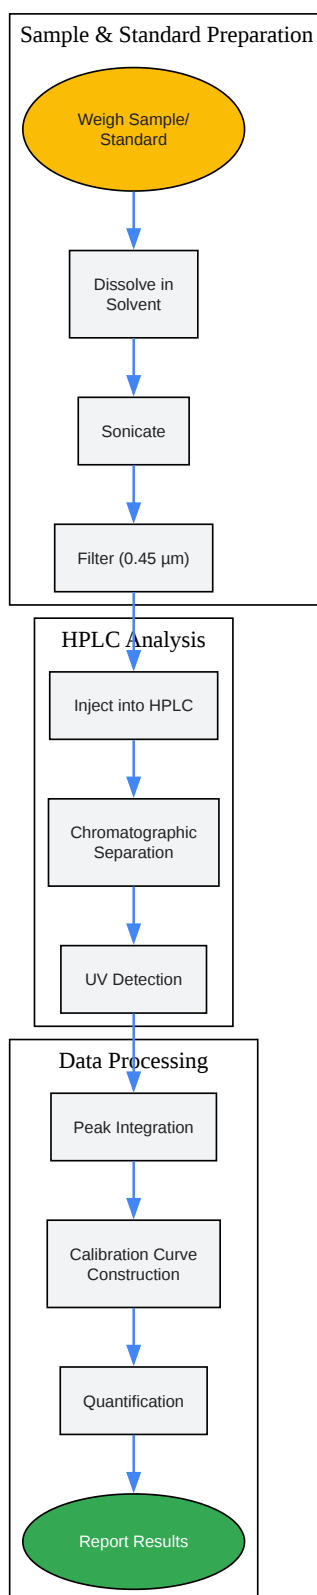 Sample & Standard Preparation
Weigh Sample/
Standard
Dissolve in
Solvent
Sonicate
Filter (0.45 µm)
HPLC Analysis
Inject into HPLC
Chromatographic
Separation
UV Detection
Data Processing
Peak Integration
Calibration Curve
Construction
Quantification
Report Results